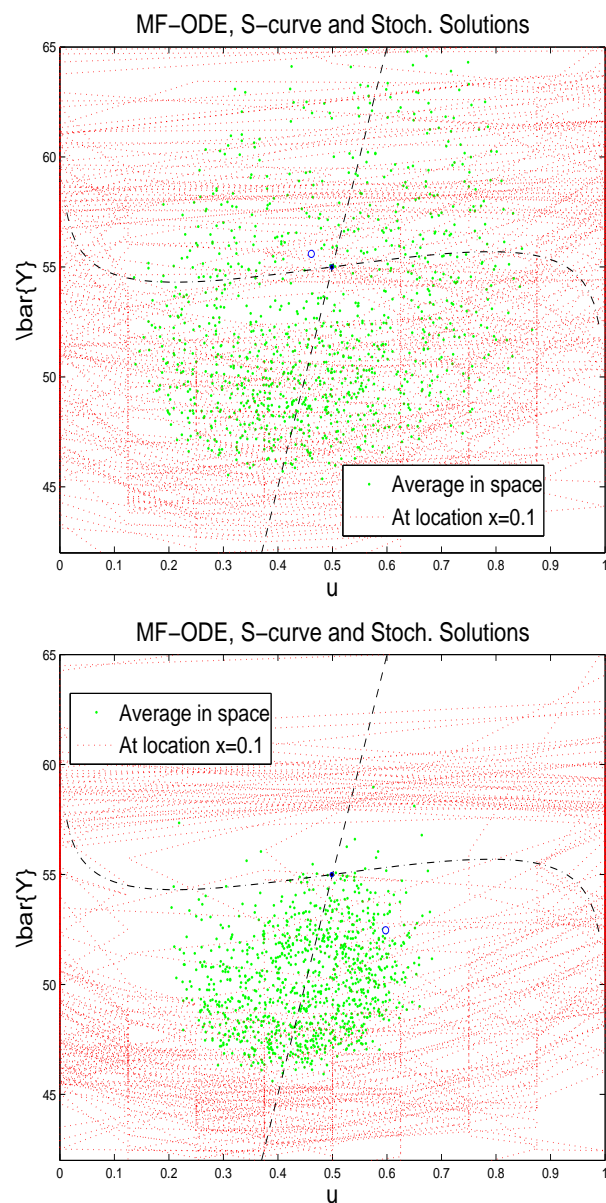 MF−ODE, S−curve and Stoch. Solutions
65
60
55
50
45
\bar{Y}
Average in space
At location x=0.1
0 0.1 0.2 0.3 0.4 0.5 0.6 0.7 0.8 0.9 1
u
MF−ODE, S−curve and Stoch. Solutions
65
Average in space
At location x=0.1
60
55
50
45
\bar{Y}
0 0.1 0.2 0.3 0.4 0.5 0.6 0.7 0.8 0.9 1
u